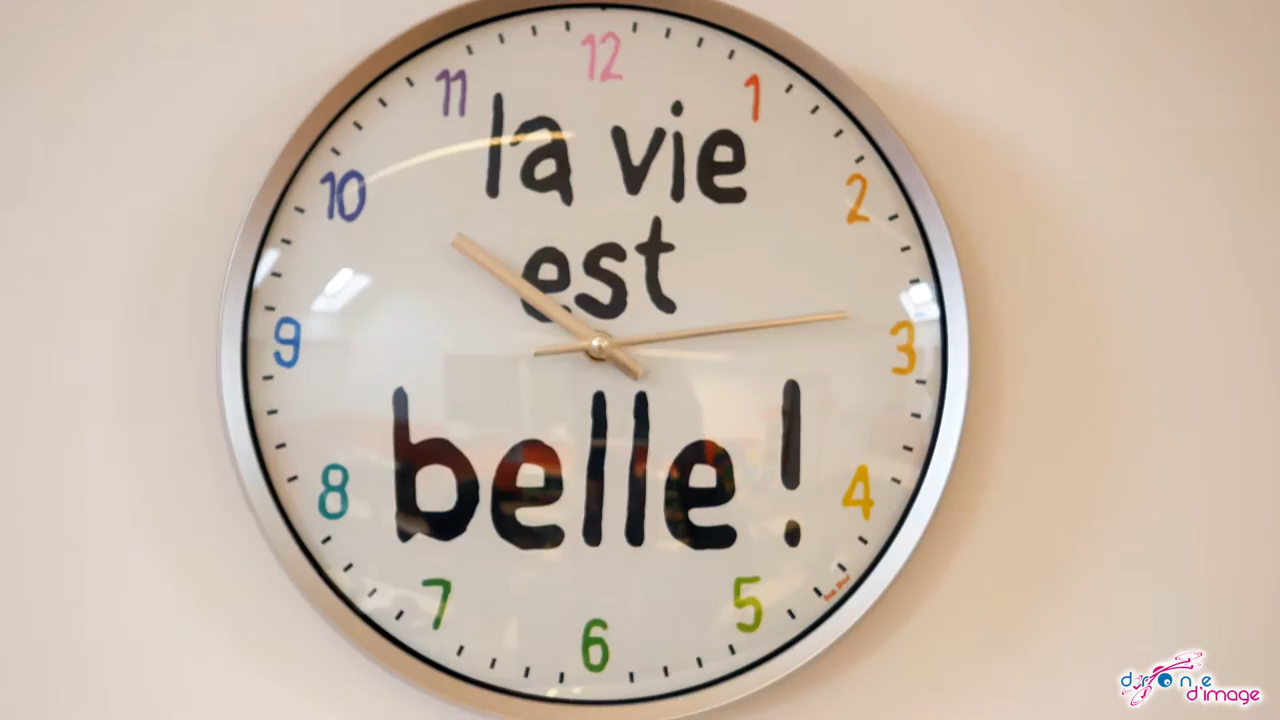 12
11 1
la vie
10 2
est
9 3
belle !
8 4
7 5
6
drone
d'image